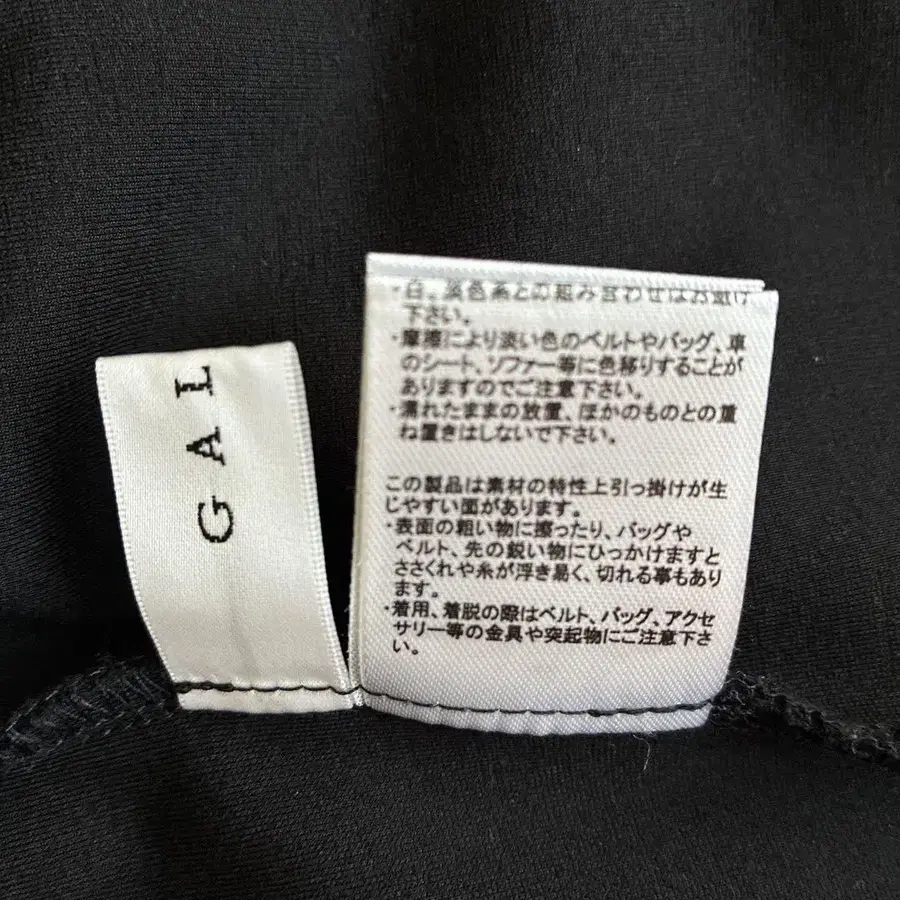 GAL
・白、淡色系との組み合わせはお避け
下さい。
・摩擦により淡い色のベルトやバッグ、車
のシート、ソファー等に色移りすることが
ありますのでご注意下さい。
・濡れたままの放置、ほかのものとの重
ね置きはしないで下さい。
この製品は素材の特性上引っ掛けが生
じやすい面があります。
・表面の粗い物に擦ったり、バッグや
ベルト、先の鋭い物にひっかけますと
ささくれや糸が浮き易く、切れる事もあり
ます。
・着用、着脱の際はベルト、バッグ、アクセ
サリー等の金具や突起物にご注意下さ
い。